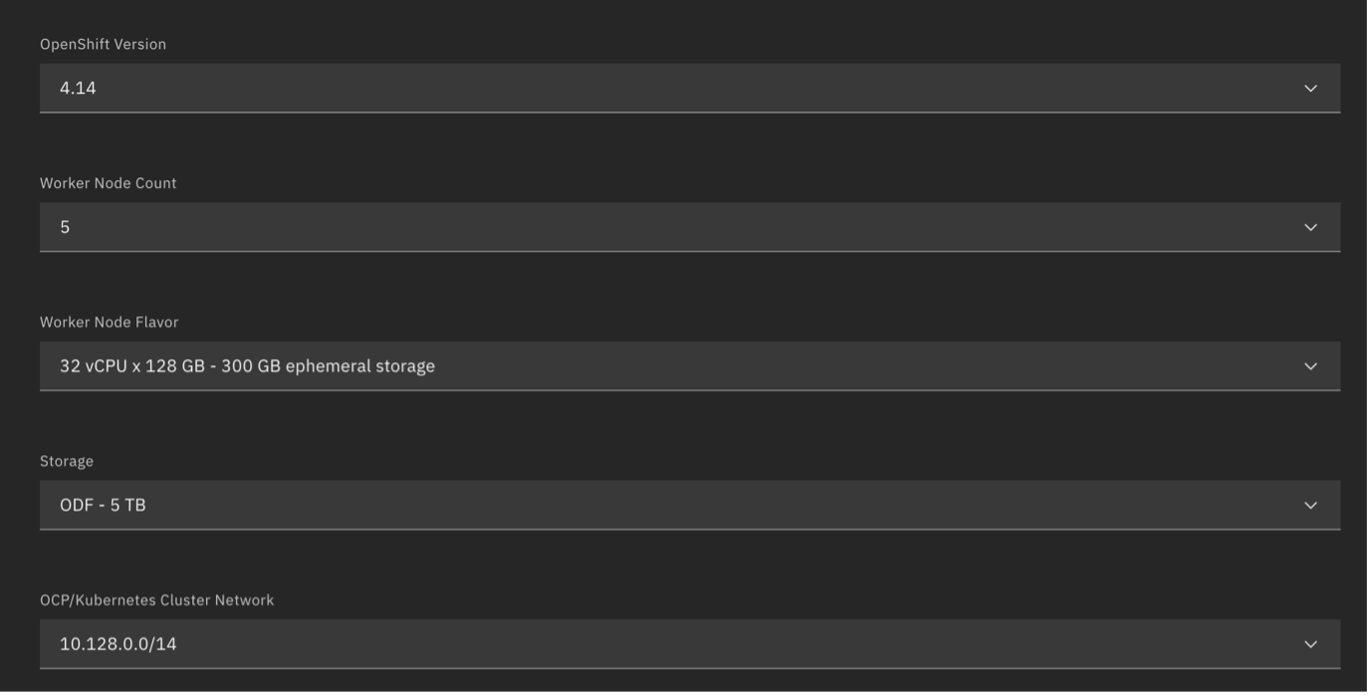 OpenShift Version
4.14
Worker Node Count
5
Worker Node Flavor
32 vCPU x 128 GB - 300 GB ephemeral storage
Storage
ODF - 5 TB
OCP/Kubernetes Cluster Network
10.128.0.0/14